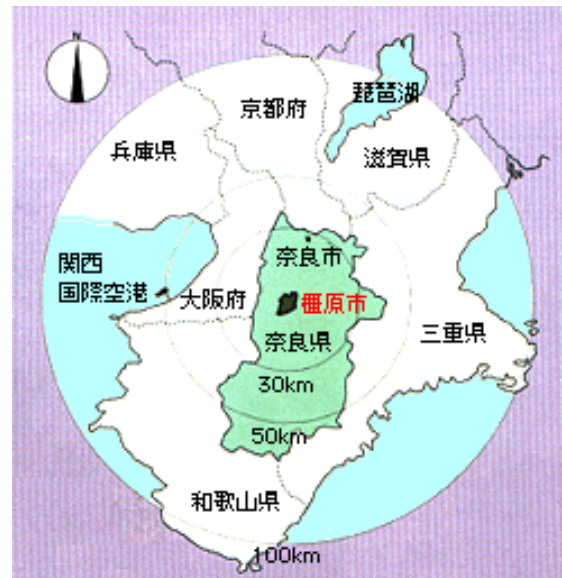 N
京都府
琵琶湖
兵庫県
滋賀県
奈良市
関西
国際空港
大阪府
橿原市
三重県
奈良県
30km
50km
和歌山県
100km